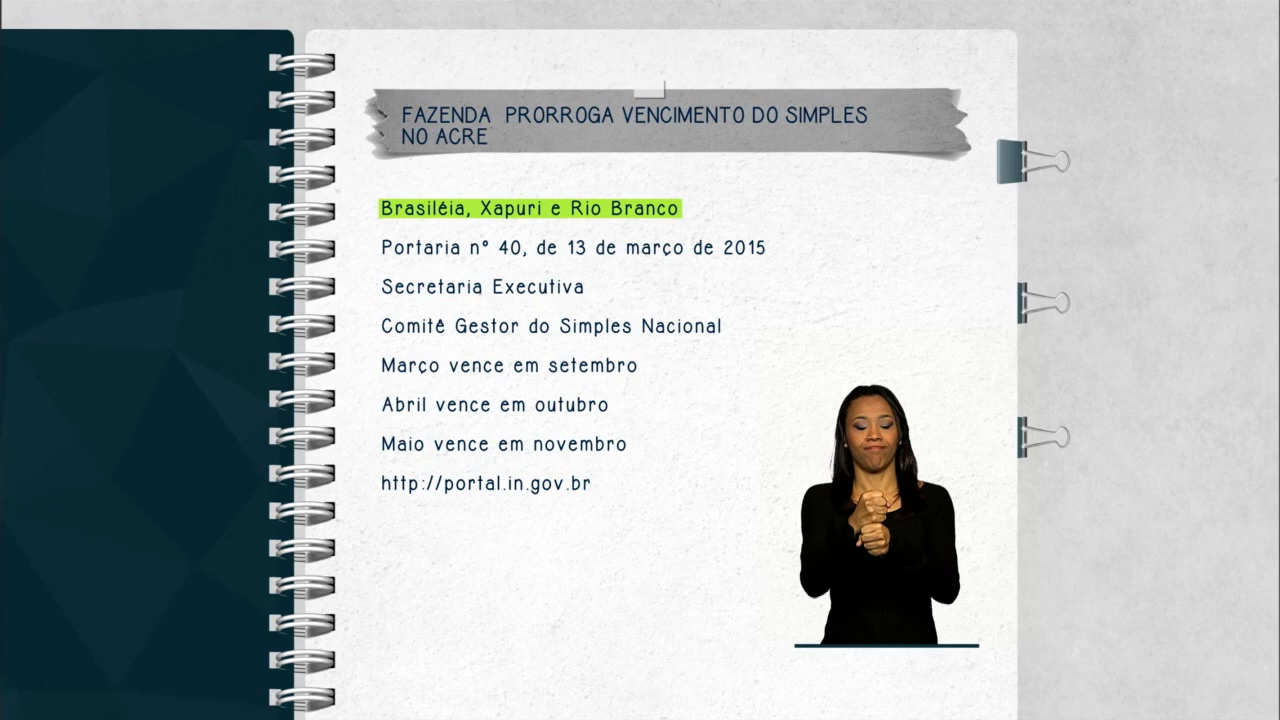 FAZENDA PRORROGA VENCIMENTO DO SIMPLES
NO ACRE
Brasiléia, Xapuri e Rio Branco
Portaria nº 40, de 13 de março de 2015
Secretaria Executiva
Comitê Gestor do Simples Nacional
Março vence em setembro
Abril vence em outubro
Maio vence em novembro
http://portal.in.gov.br